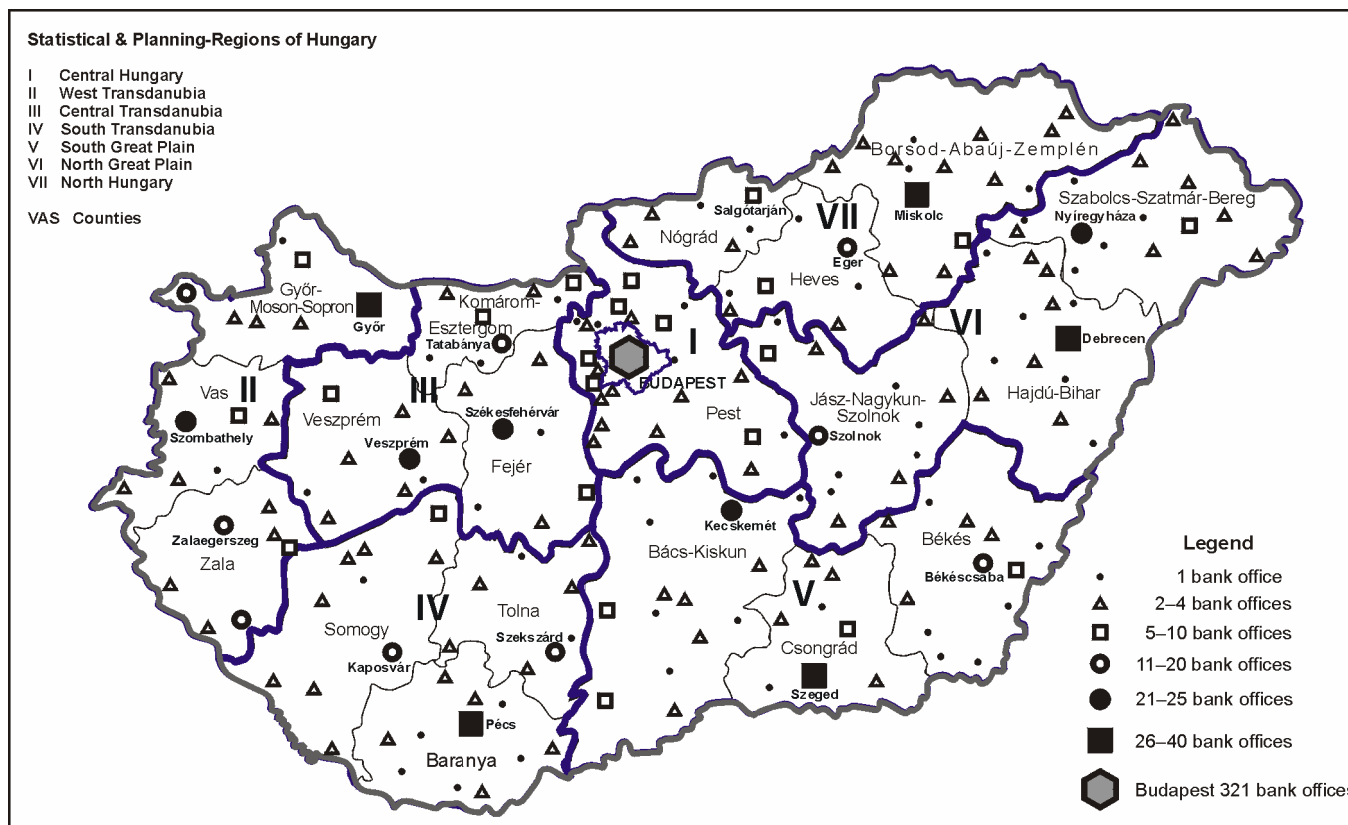 Statistical & Planning-Regions of Hungary
I Central Hungary
II West Transdanubia
III Central Transdanubia
IV South Transdanubia
V South Great Plain
VI North Great Plain
VII North Hungary
VAS Counties
Borsod-Abaúj-Zemplén
Miskolc
Szabolcs-Szatmár-Bereg
Nyíregyháza
Salgótarján
Nógrád
VII
Eger
Heves
Győr-
Moson-Sopron
Győr
Komárom-
Esztergom
Tatabánya
I
VI
Debrecen
Hajdú-Bihar
BUDAPEST
Pest
Jász-Nagykun-
Szolnok
Szolnok
Vas
II
Szombathely
III
Veszprém
Veszprém
Székesfehérvár
Fejér
Zalaegerszeg
Zala
Kecskemét
Bács-Kiskun
Békés
Békéscsaba
IV
Somogy
Kaposvár
Tolna
Szekszárd
V
Csongrád
Szeged
Pécs
Baranya
Legend
1 bank office
2–4 bank offices
5–10 bank offices
11–20 bank offices
21–25 bank offices
26–40 bank offices
Budapest 321 bank offices